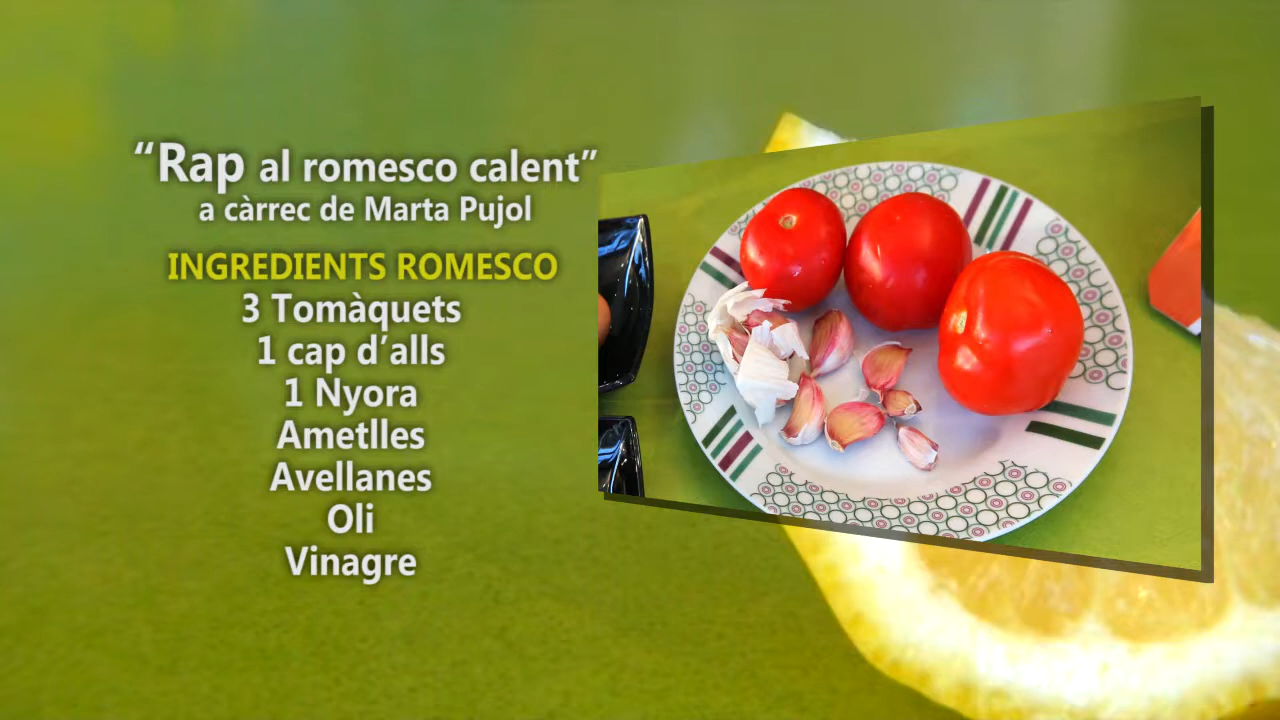 “Rap al romesco calent”
a càrrec de Marta Pujol
INGREDIENTS ROMESCO
3 Tomàquets
1 cap d’alls
1 Nyora
Ametlles
Avellanes
Oli
Vinagre